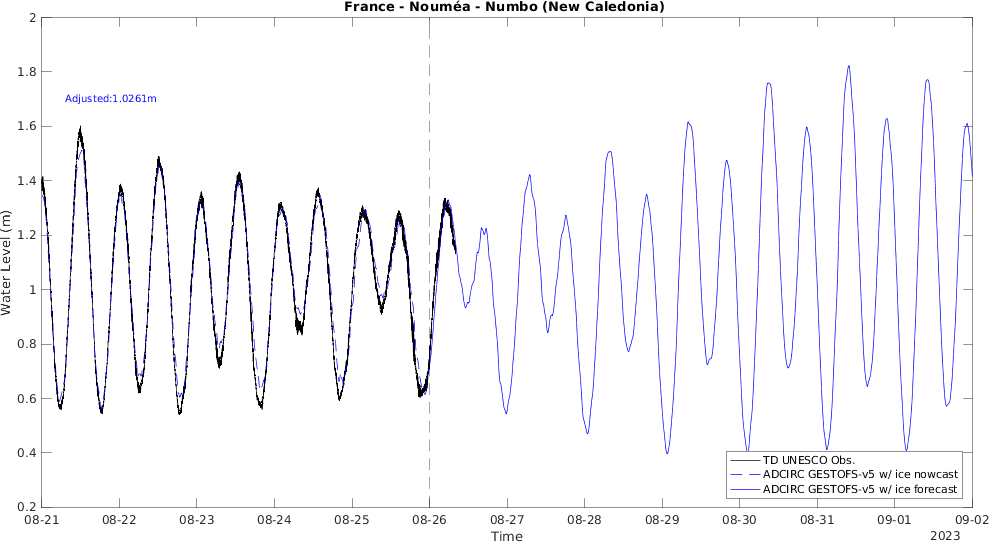 France - Nouméa - Numbo (New Caledonia)
2
1.8
Adjusted:1.0261m
1.6
1.4
1.2
1
0.8
0.6
0.4
0.2
Water Level (m)
TD UNESCO Obs.
ADCIRC GESTOFS-v5 w/ ice nowcast
ADCIRC GESTOFS-v5 w/ ice forecast
08-21 08-22 08-23 08-24 08-25 08-26 08-27 08-28 08-29 08-30 08-31 09-01 09-02
Time
2023